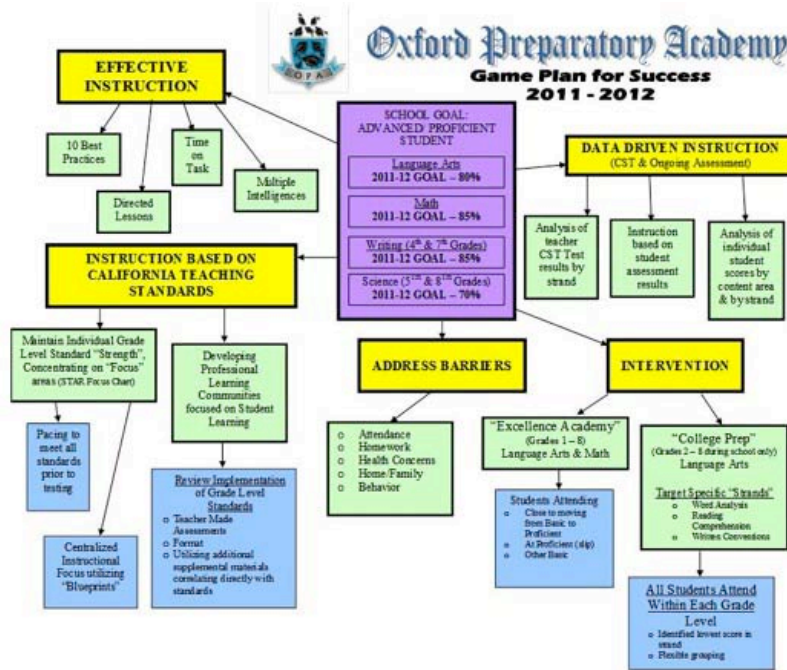 O.P.A.
Oxford Preparatory Academy
Game Plan for Success
2011 - 2012
EFFECTIVE
INSTRUCTION
10 Best
Practices
Directed
Lessons
Time
on
Task
Multiple
Intelligences
SCHOOL GOAL:
ADVANCED/PROFICIENT
STUDENT
Language Arts
2011-12 GOAL – 80%
Math
2011-12 GOAL – 85%
Writing (4th & 7th Grades)
2011-12 GOAL – 85%
Science (5th & 8th Grades)
2011-12 GOAL – 70%
DATA DRIVEN INSTRUCTION
(CST & Ongoing Assessment)
Analysis of
teacher
CST Test
results by
strand
Instruction
based on
student
assessment
results
Analysis of
individual
student
scores by
content area
& by strand
INSTRUCTION BASED ON
CALIFORNIA TEACHING
STANDARDS
Maintain Individual Grade
Level Standard “Strength”,
Concentrating on “Focus”
areas (STAR Focus Chart)
Pacing to
meet all
standards
prior to
testing
Centralized
Instructional
Focus utilizing
“Blueprints”
Developing
Professional
Learning
Communities
focused on Student
Learning
Review Implementation
of Grade Level
Standards
o Teacher Made
Assessments
o Format
o Utilizing additional
supplemental materials
correlating directly with
standards
ADDRESS BARRIERS
o Attendance
o Homework
o Health Concerns
o Home/Family
o Behavior
INTERVENTION
“Excellence Academy”
(Grades 1 – 8)
Language Arts & Math
Students Attending
o Close to moving
from Basic to
Proficient
o At Proficient (slip)
o Other Basic
“College Prep”
(Grades 2 – 8 during school only)
Language Arts
Target Specific “Strands”
o Word Analysis
o Reading
Comprehension
o Written Conventions
All Students Attend
Within Each Grade
Level
o Identified lowest score in
strand
o Flexible grouping